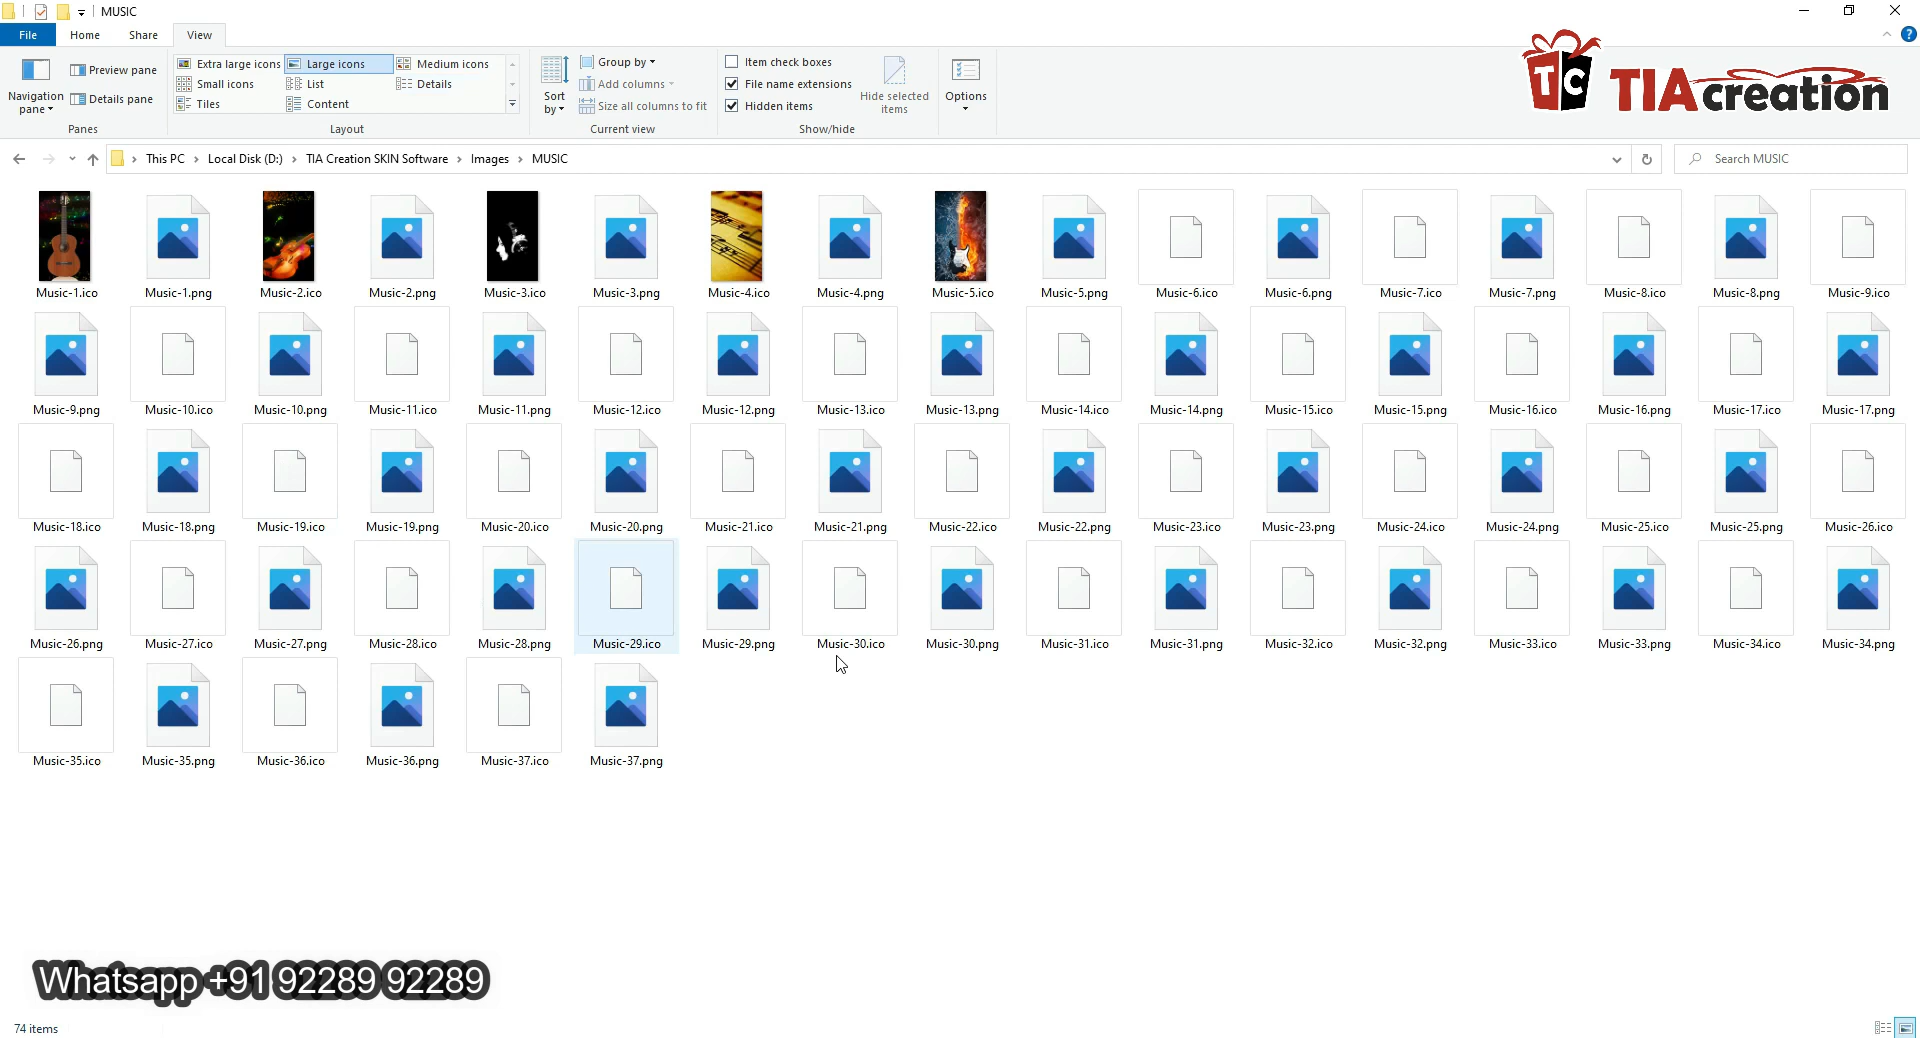 MUSIC
File Home Share View
Navigation pane
Preview pane
Details pane
Panes
Extra large icons Large icons Medium icons
Small icons List Details
Tiles Content
Layout
Sort by
Group by
Add columns
Size all columns to fit
Current view
Item check boxes
File name extensions
Hidden items
Hide selected items
Show/hide
Options
TC TIAcreation
This PC › Local Disk (D:) › TIA Creation SKIN Software › Images › MUSIC
Search MUSIC
Music-1.ico Music-1.png Music-2.ico Music-2.png Music-3.ico Music-3.png Music-4.ico Music-4.png Music-5.ico Music-5.png Music-6.ico Music-6.png Music-7.ico Music-7.png Music-8.ico Music-8.png Music-9.ico
Music-9.png Music-10.ico Music-10.png Music-11.ico Music-11.png Music-12.ico Music-12.png Music-13.ico Music-13.png Music-14.ico Music-14.png Music-15.ico Music-15.png Music-16.ico Music-16.png Music-17.ico Music-17.png
Music-18.ico Music-18.png Music-19.ico Music-19.png Music-20.ico Music-20.png Music-21.ico Music-21.png Music-22.ico Music-22.png Music-23.ico Music-23.png Music-24.ico Music-24.png Music-25.ico Music-25.png Music-26.ico
Music-26.png Music-27.ico Music-27.png Music-28.ico Music-28.png Music-29.ico Music-29.png Music-30.ico Music-30.png Music-31.ico Music-31.png Music-32.ico Music-32.png Music-33.ico Music-33.png Music-34.ico Music-34.png
Music-35.ico Music-35.png Music-36.ico Music-36.png Music-37.ico Music-37.png
Whatsapp +91 92289 92289
74 items